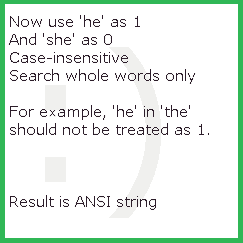 Now use 'he' as 1
And 'she' as 0
Case-insensitive
Search whole words only
For example, 'he' in 'the'
should not be treated as 1.
Result is ANSI string
:)